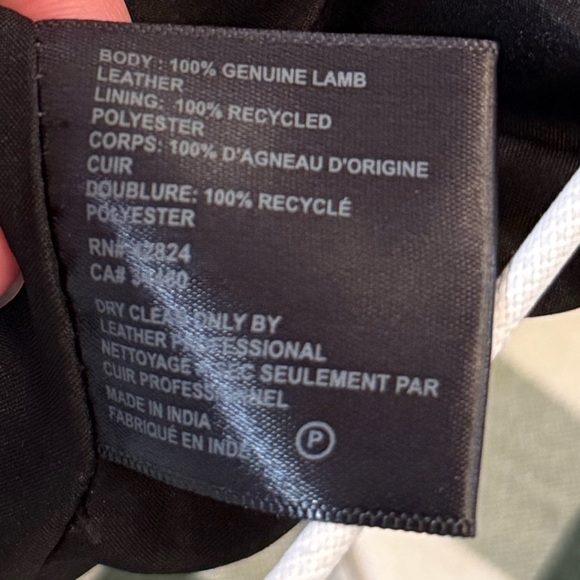 BODY : 100% GENUINE LAMB
LEATHER
LINING: 100% RECYCLED
POLYESTER
CORPS: 100% D'AGNEAU D'ORIGINE
CUIR
DOUBLURE: 100% RECYCLÉ
POLYESTER
RN#
CA#
DRY CLEAN ONLY BY
LEATHER PROFESSIONAL
NETTOYAGE SEULEMENT PAR
CUIR PROFESSIONNEL
MADE IN INDIA
FABRIQUÉ EN INDE
P